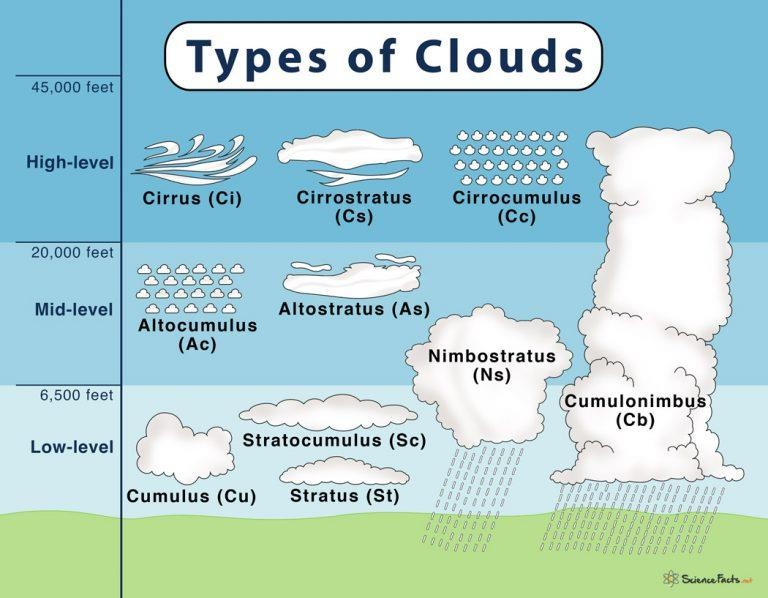 Types of Clouds
45,000 feet
High-level
Cirrus (Ci)
Cirrostratus
(Cs)
Cirrocumulus
(Cc)
20,000 feet
Mid-level
Altocumulus
(Ac)
Altostratus (As)
Nimbostratus
(Ns)
Cumulonimbus
(Cb)
6,500 feet
Low-level
Stratocumulus (Sc)
Cumulus (Cu)
Stratus (St)
ScienceFacts.net